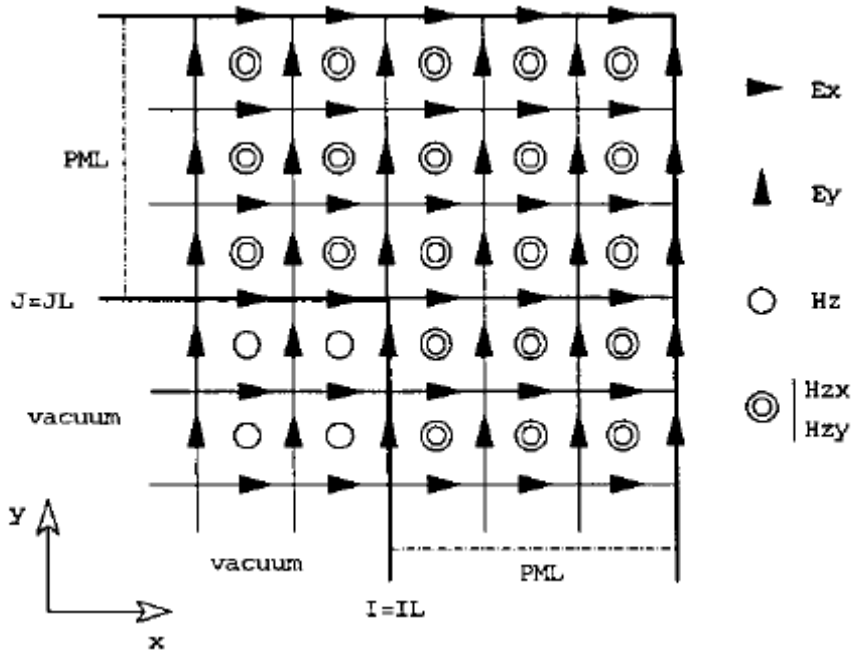 Ex
PML
Ey
J=JL
Hz
Hzx
vacuum
Hzy
y
vacuum
PML
I=IL
x